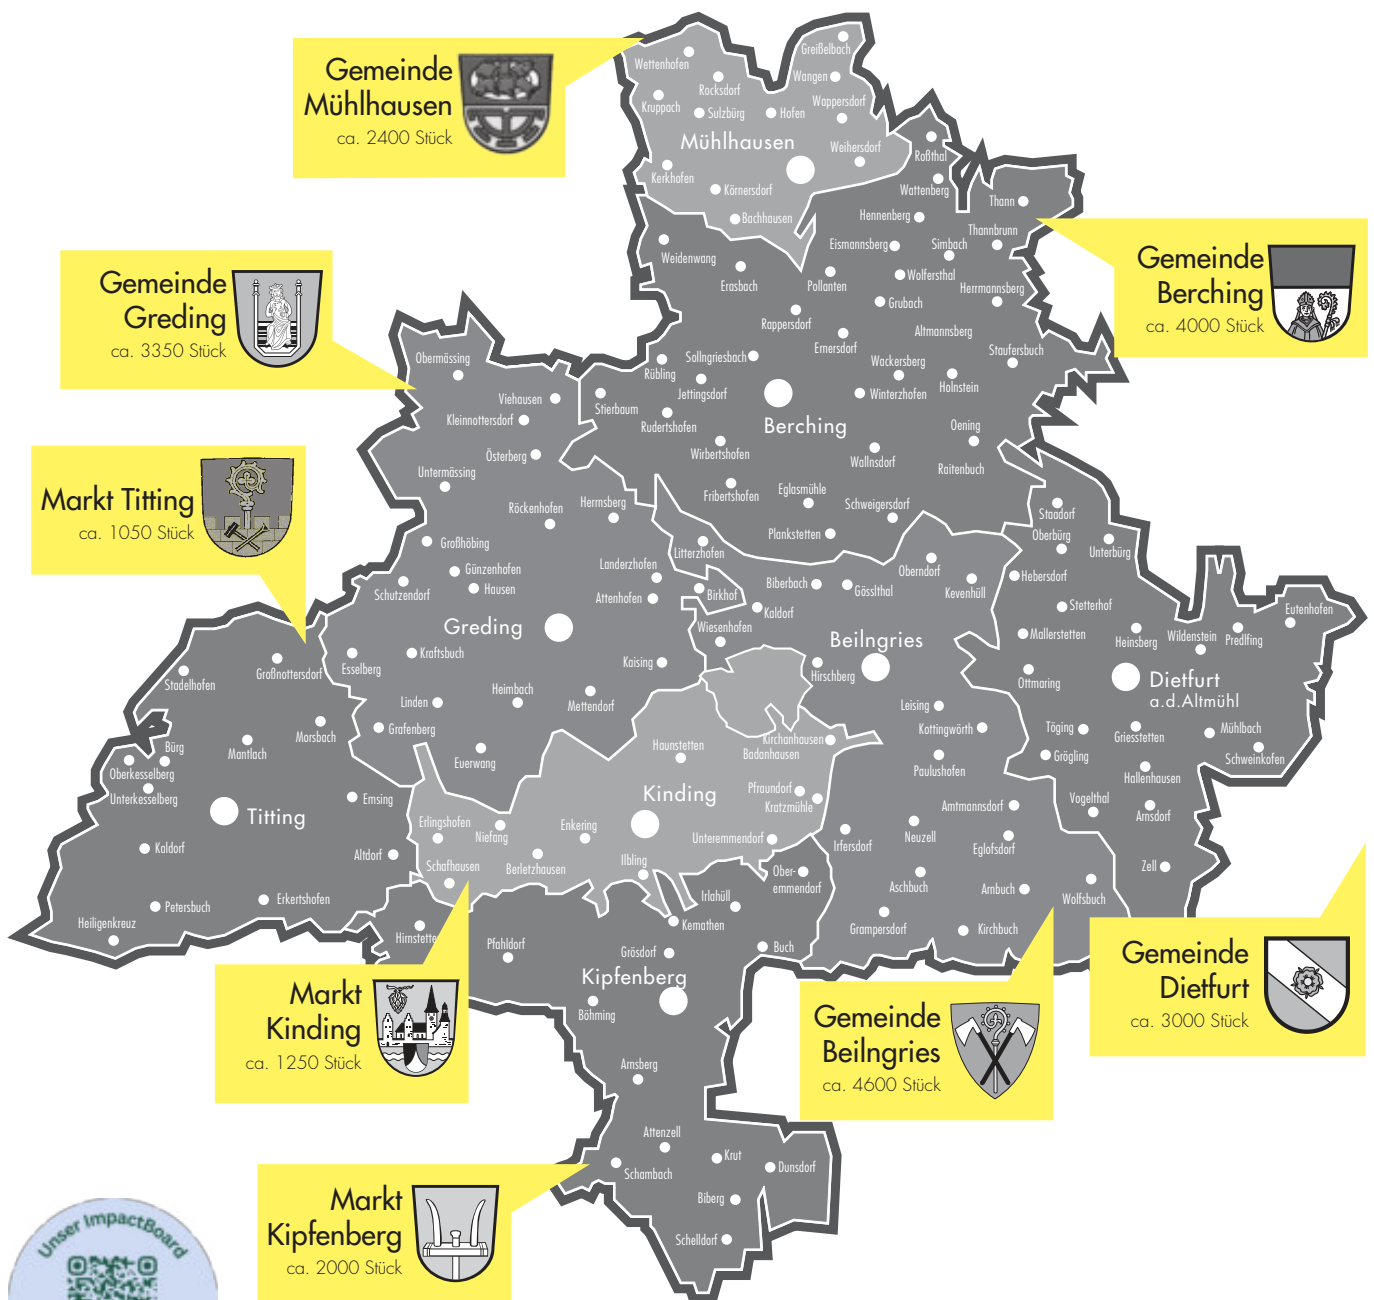 Gemeinde
Mühlhausen
ca. 2400 Stück
Gemeinde
Greding
ca. 3350 Stück
Markt Titting
ca. 1050 Stück
Gemeinde
Berching
ca. 4000 Stück
Greißelbach
Wettenhofen
Wangen
Rocksdorf
Kruppach
Wappersdorf
Sulzbürg
Hofen
Mühlhausen
Weihersdorf
Kerkhofen
Körnersdorf
Bachhausen
Roßthal
Wattenberg
Thann
Hennenberg
Thannbrunn
Eismannsberg
Simbach
Weidenwang
Erasbach
Pollanten
Wolfersthal
Herrmannsberg
Grubach
Rappersdorf
Altmannsberg
Ernersdorf
Staufersbuch
Sollngriesbach
Rübling
Wackersberg
Holnstein
Jettingsdorf
Winterzhofen
Stierbaum
Rudertshofen
Berching
Oening
Wirbertshofen
Wallnsdorf
Raitenbuch
Fribertshofen
Eglasmühle
Schweigersdorf
Plankstetten
Obermässing
Viehausen
Kleinnottersdorf
Österberg
Untermässing
Röckenhofen
Herrnsberg
Großhöbing
Günzenhofen
Landerzhofen
Schutzendorf
Hausen
Attenhofen
Greding
Kraftsbuch
Esselberg
Kaising
Heimbach
Linden
Mettendorf
Grafenberg
Euerwang
Litterzhofen
Biberbach
Gösslthal
Oberndorf
Kevenhüll
Birkhof
Kaldorf
Wiesenhofen
Beilngries
Hirschberg
Leising
Kottingwörth
Paulushofen
Amtmannsdorf
Irfersdorf
Neuzell
Eglofsdorf
Aschbuch
Arnbuch
Wolfsbuch
Grampersdorf
Kirchbuch
Staadorf
Oberbürg
Unterbürg
Hebersdorf
Stetterhof
Eutenhofen
Mallerstetten
Heinsberg
Wildenstein
Predlfing
Ottmaring
Dietfurt
a.d.Altmühl
Töging
Griesstetten
Mühlbach
Grögling
Schweinkofen
Hallenhausen
Vogelthal
Arnsdorf
Zell
Stadelhofen
Großnottersdorf
Morsbach
Bürg
Mantlach
Oberkesselberg
Unterkesselberg
Emsing
Titting
Kaldorf
Altdorf
Petersbuch
Erkertshofen
Heiligenkreuz
Haunstetten
Kirchanhausen
Badanhausen
Kinding
Pfraundorf
Kratzmühle
Erlingshofen
Niefang
Enkering
Unteremmendorf
Schafhausen
Berletzhausen
Ilbling
Ober-
emmendorf
Irlahüll
Hirnstetten
Kemathen
Pfahldorf
Grösdorf
Buch
Kipfenberg
Böhming
Arnsberg
Attenzell
Krut
Schambach
Dunsdorf
Biberg
Schelldorf
Markt
Kinding
ca. 1250 Stück
Gemeinde
Beilngries
ca. 4600 Stück
Gemeinde
Dietfurt
ca. 3000 Stück
Markt
Kipfenberg
ca. 2000 Stück
Unser ImpactBoard